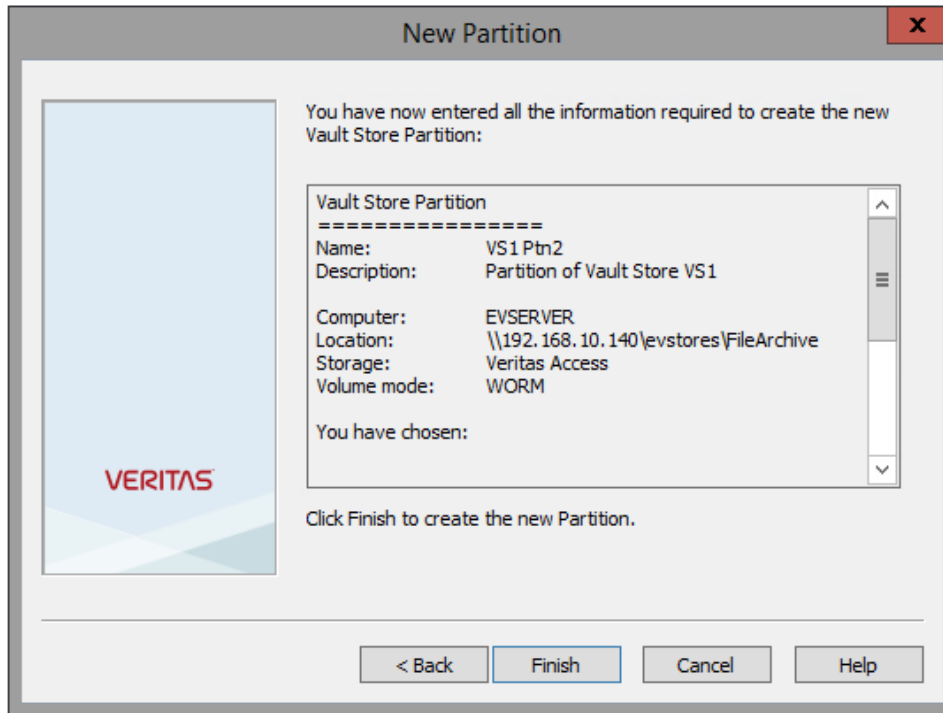 New Partition
x
You have now entered all the information required to create the new
Vault Store Partition:
Vault Store Partition
================
Name: VS1 Ptn2
Description: Partition of Vault Store VS1
Computer: EVSERVER
Location: \\192.168.10.140\evstores\FileArchive
Storage: Veritas Access
Volume mode: WORM
You have chosen:
VERITAS
Click Finish to create the new Partition.
< Back Finish Cancel Help